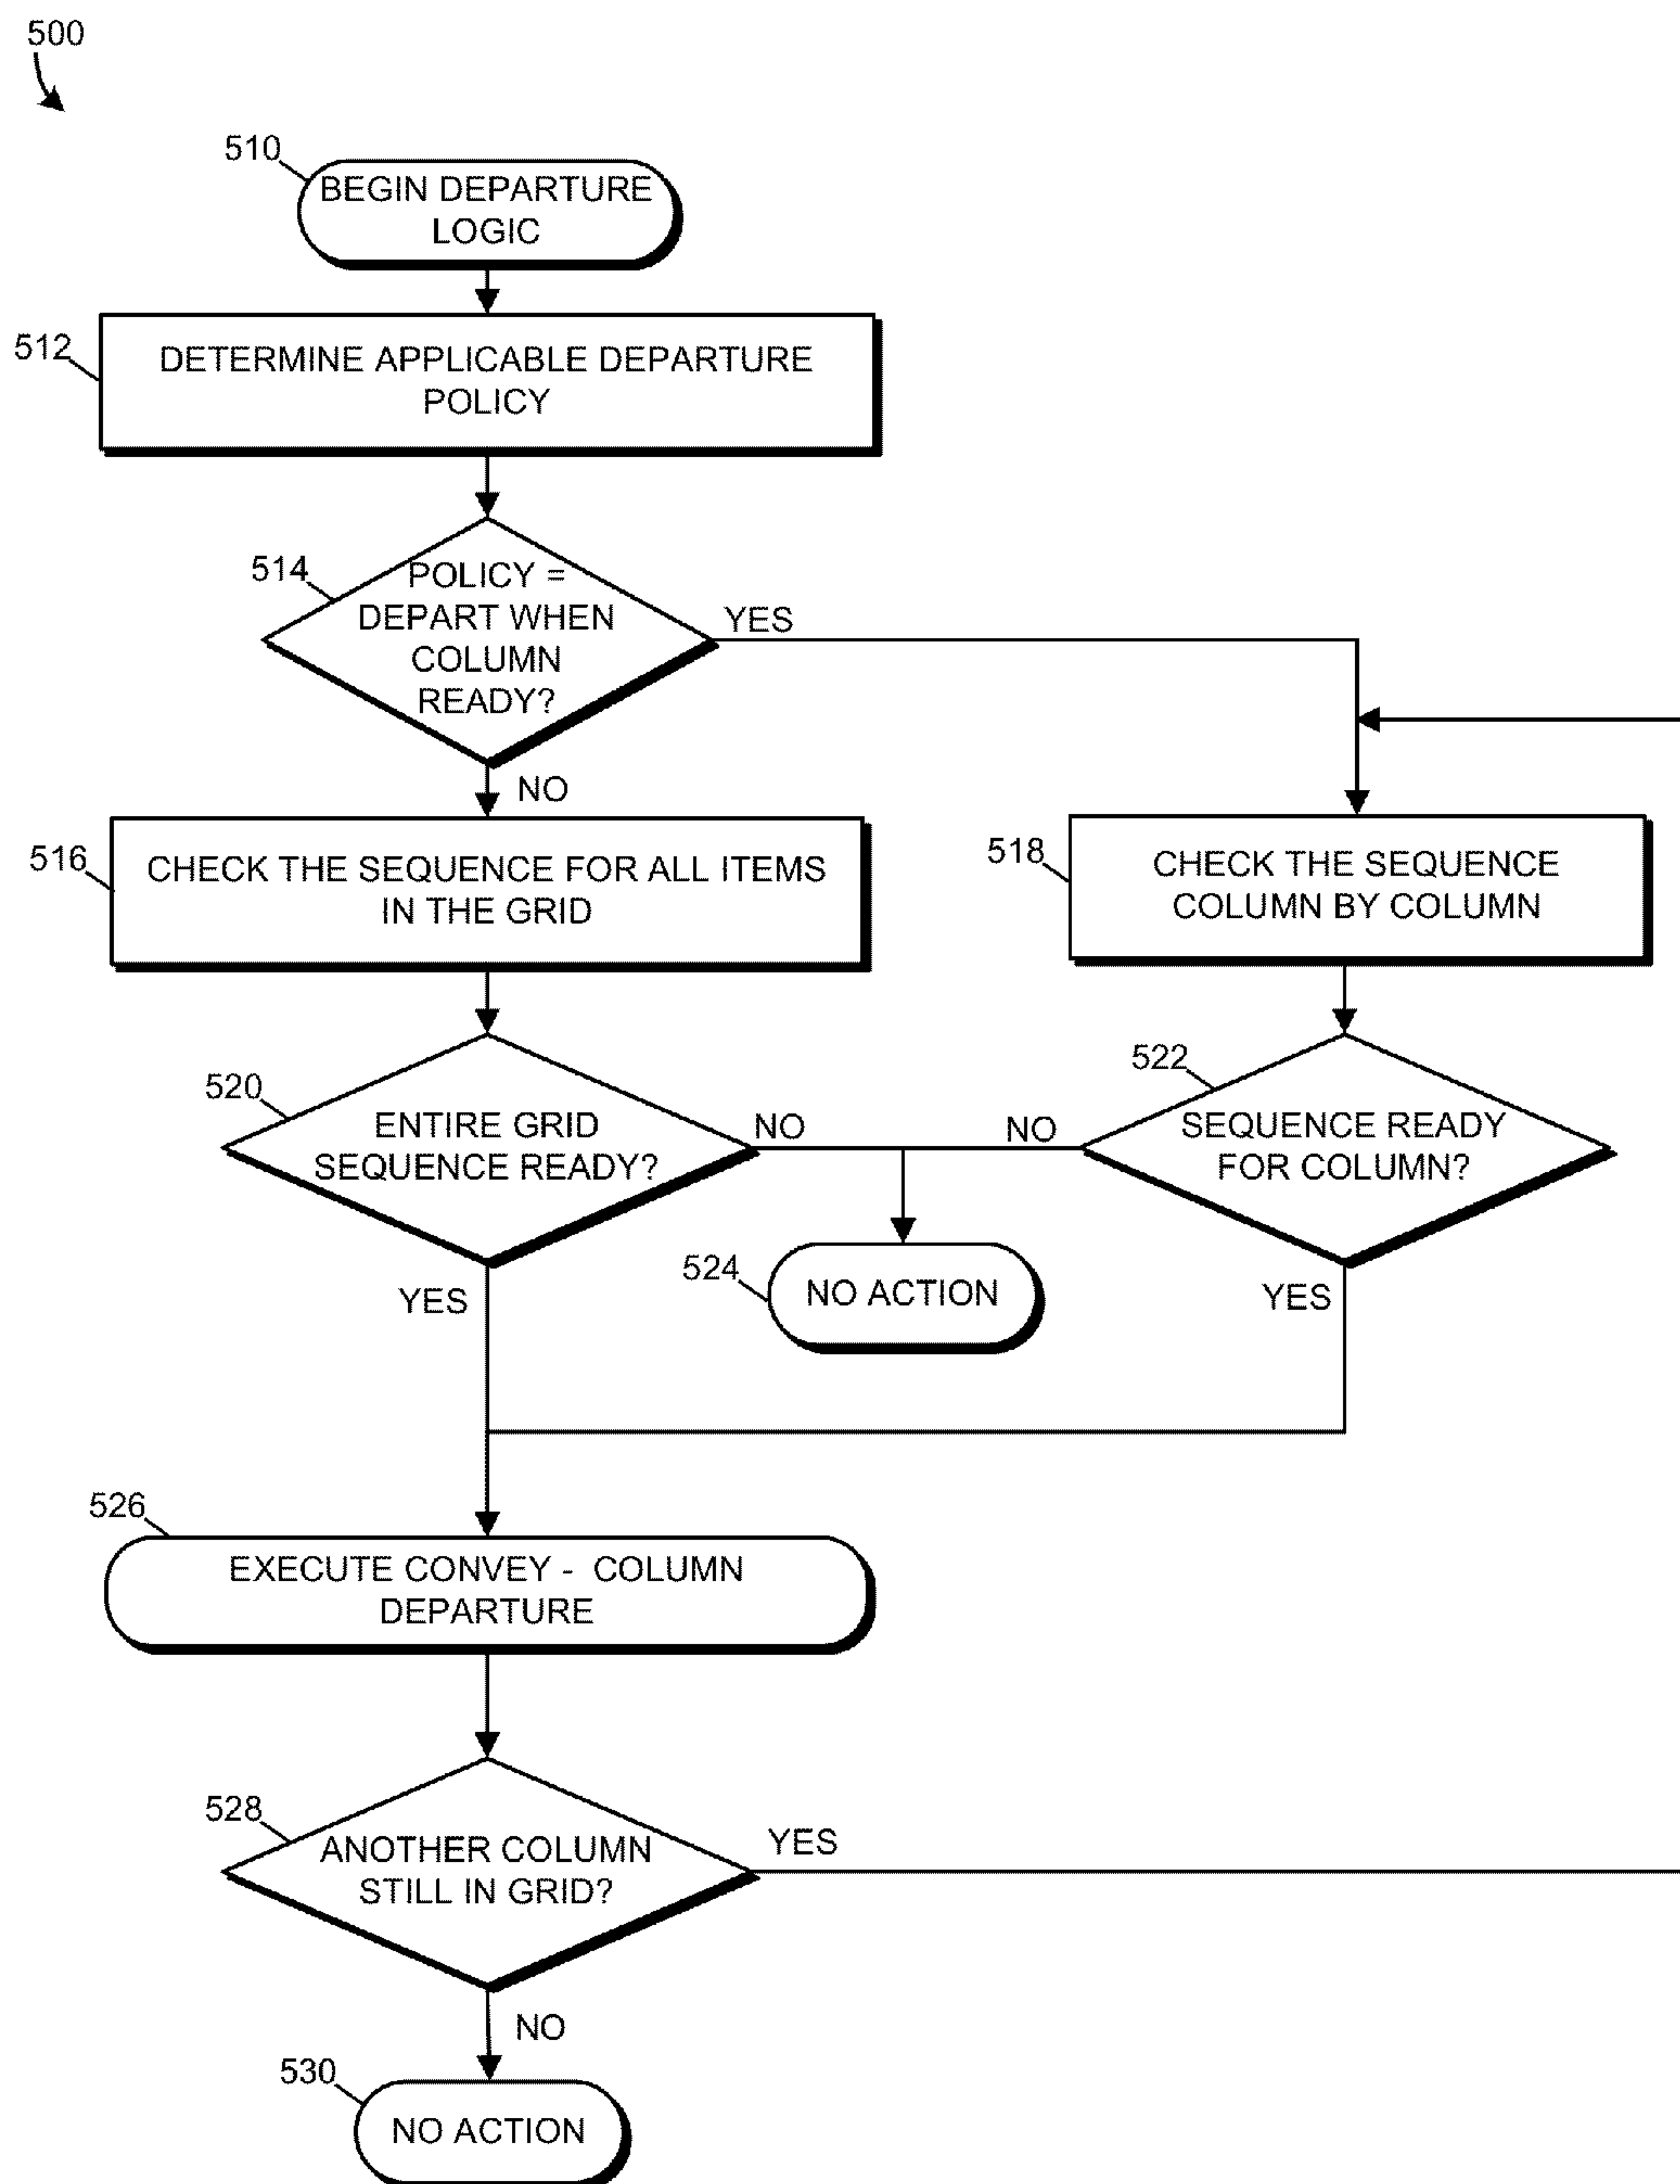 500
510
BEGIN DEPARTURE
LOGIC
512
DETERMINE APPLICABLE DEPARTURE
POLICY
514
POLICY =
DEPART WHEN
COLUMN
READY?
YES
NO
516
CHECK THE SEQUENCE FOR ALL ITEMS
IN THE GRID
518
CHECK THE SEQUENCE
COLUMN BY COLUMN
520
ENTIRE GRID
SEQUENCE READY?
NO
NO
522
SEQUENCE READY
FOR COLUMN?
524
NO ACTION
YES
YES
526
EXECUTE CONVEY - COLUMN
DEPARTURE
528
ANOTHER COLUMN
STILL IN GRID?
YES
NO
530
NO ACTION